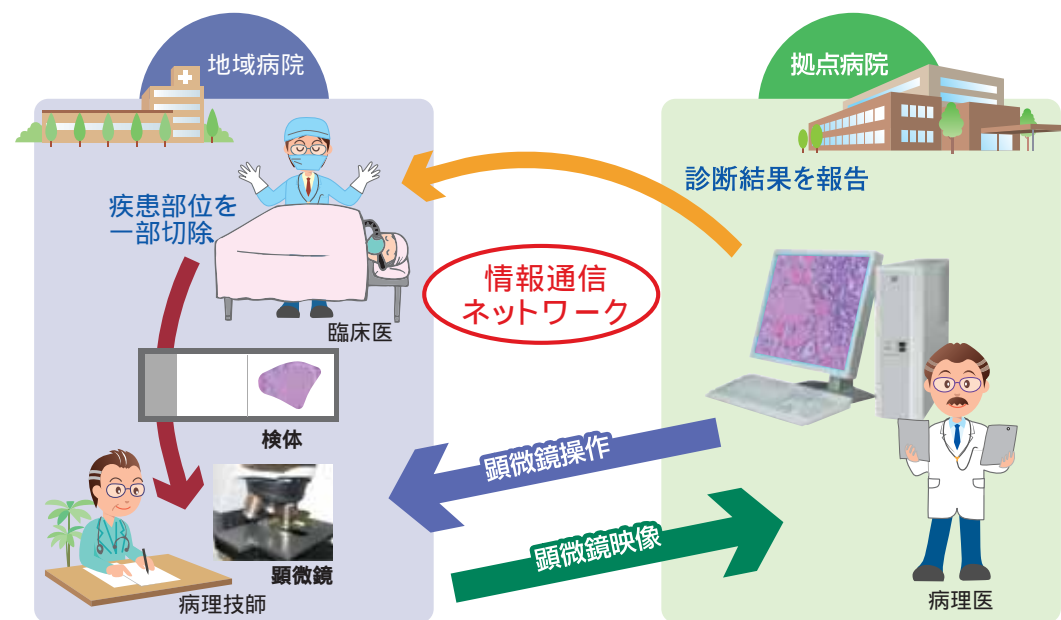 地域病院
拠点病院
診断結果を報告
疾患部位を
一部切除
情報通信
ネットワーク
臨床医
検体
顕微鏡操作
顕微鏡映像
顕微鏡
病理技師
病理医